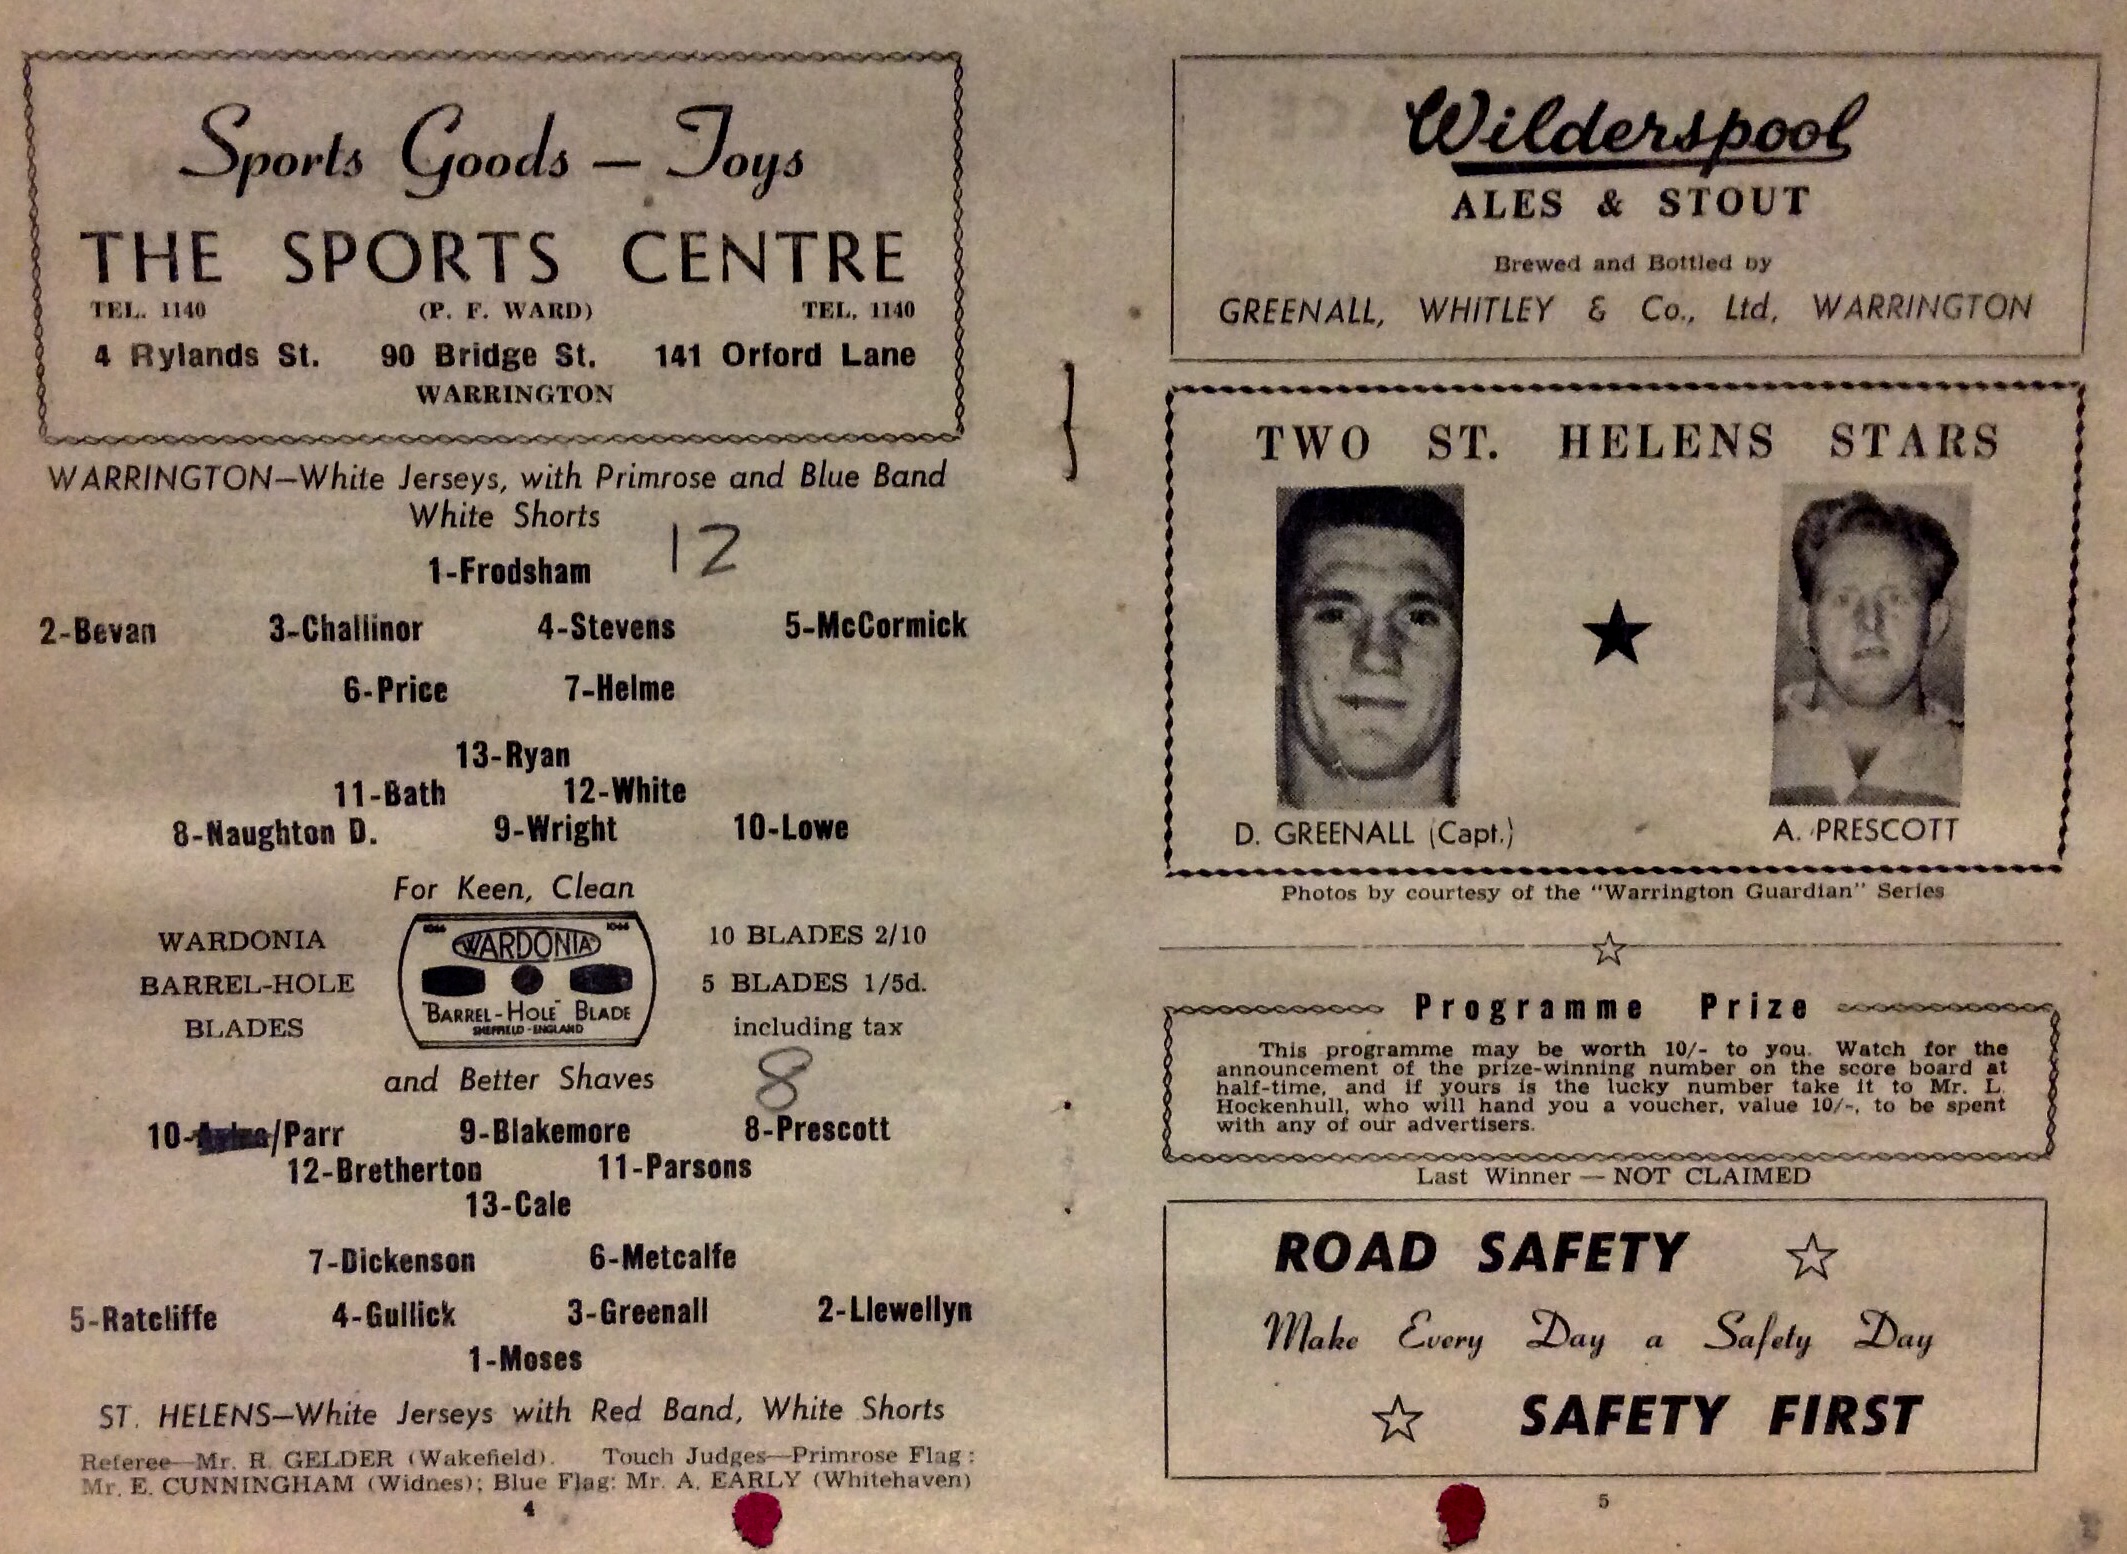 Sports Goods — Toys
THE SPORTS CENTRE
TEL. 1140 (P. F. WARD) TEL. 1140
4 Rylands St. 90 Bridge St. 141 Orford Lane
WARRINGTON
WARRINGTON—White Jerseys, with Primrose and Blue Band
White Shorts
12
1-Frodsham
2-Bevan 3-Challinor 4-Stevens 5-McCormick
6-Price 7-Helme
13-Ryan
11-Bath 12-White
8-Naughton D. 9-Wright 10-Lowe
For Keen, Clean
WARDONIA
BARREL-HOLE
BLADES
WARDONIA
"BARREL-HOLE" BLADE
SHEFFIELD-ENGLAND
10 BLADES 2/10
5 BLADES 1/5d.
including tax
and Better Shaves
8
10- /Parr 9-Blakemore 8-Prescott
12-Bretherton 11-Parsons
13-Cale
7-Dickenson 6-Metcalfe
5-Ratcliffe 4-Gullick 3-Greenall 2-Llewellyn
1-Moses
ST. HELENS—White Jerseys with Red Band, White Shorts
Referee—Mr. R. GELDER (Wakefield). Touch Judges—Primrose Flag:
Mr. E. CUNNINGHAM (Widnes); Blue Flag: Mr. A. EARLY (Whitehaven)
4
Wilderspool
ALES & STOUT
Brewed and Bottled by
GREENALL, WHITLEY & Co., Ltd, WARRINGTON
TWO ST. HELENS STARS
D. GREENALL (Capt.) A. PRESCOTT
Photos by courtesy of the "Warrington Guardian" Series
Programme Prize
This programme may be worth 10/- to you. Watch for the
announcement of the prize-winning number on the score board at
half-time, and if yours is the lucky number take it to Mr. L.
Hockenhull, who will hand you a voucher, value 10/-, to be spent
with any of our advertisers.
Last Winner — NOT CLAIMED
ROAD SAFETY
Make Every Day a Safety Day
SAFETY FIRST
5